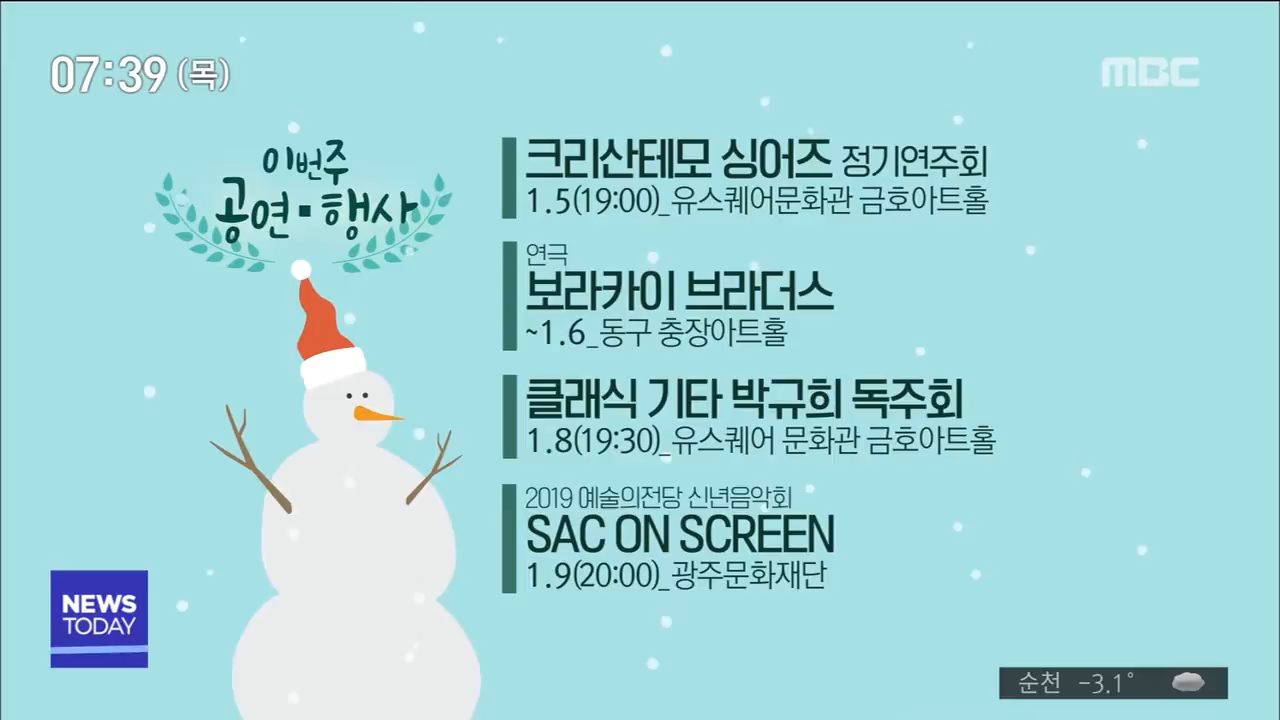 07:39 (목)
MBC
이번주
공연·행사
크리산테모 싱어즈 정기연주회
1.5(19:00)_유스퀘어문화관 금호아트홀
연극
보라카이 브라더스
~1.6_동구 충장아트홀
클래식 기타 박규희 독주회
1.8(19:30)_유스퀘어 문화관 금호아트홀
2019 예술의전당 신년음악회
SAC ON SCREEN
1.9(20:00)_광주문화재단
NEWS
TODAY
순천 -3.1°